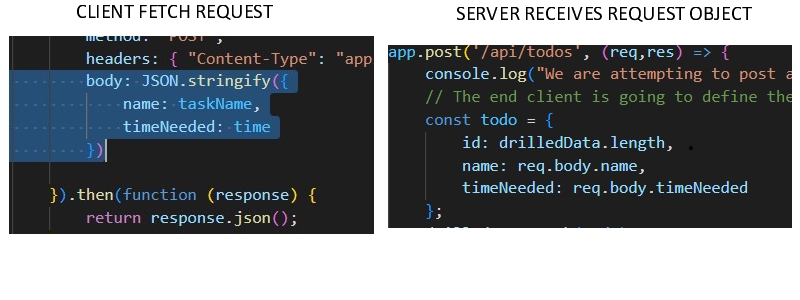 CLIENT FETCH REQUEST
method: "POST",
headers: { "Content-Type": "app
body: JSON.stringify({
name: taskName,
timeNeeded: time
})
}).then(function (response) {
return response.json();
SERVER RECEIVES REQUEST OBJECT
app.post('/api/todos', (req,res) => {
console.log("We are attempting to post a
// The end client is going to define the
const todo = {
id: drilledData.length,
name: req.body.name,
timeNeeded: req.body.timeNeeded
};